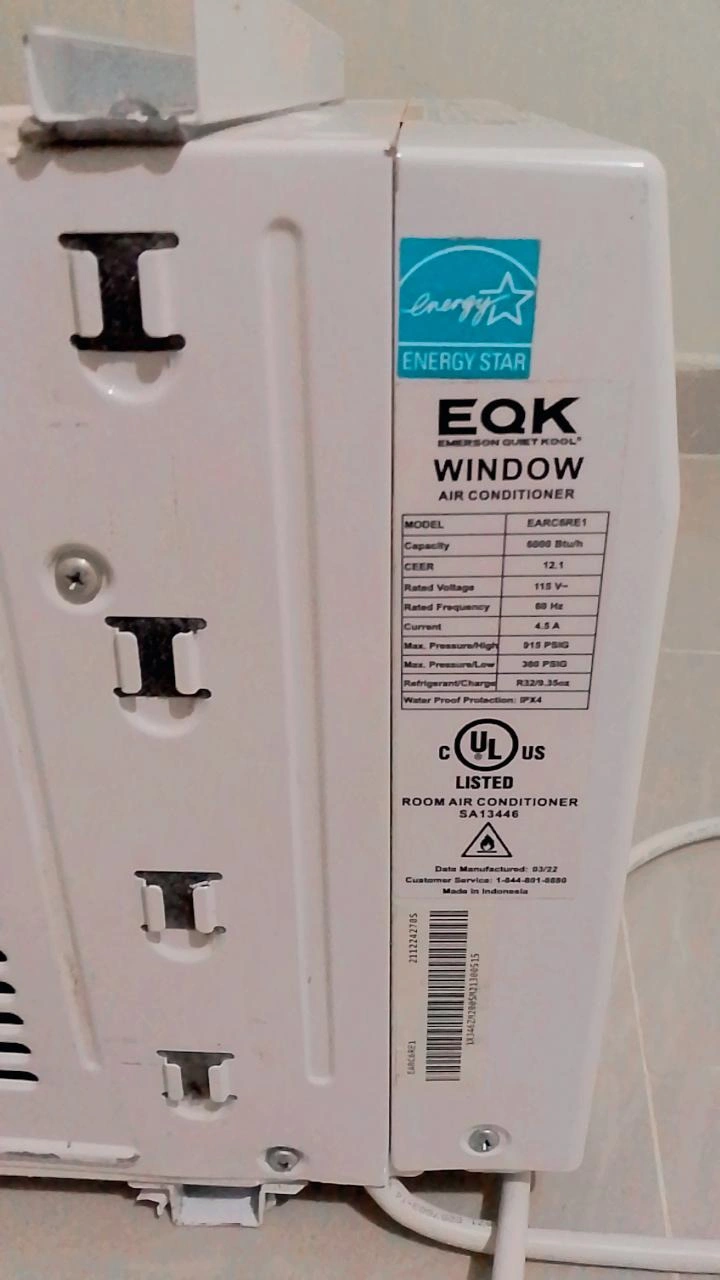 energy
ENERGY STAR
EQK
EMERSON QUIET KOOL®
WINDOW
AIR CONDITIONER
MODEL EARC6RE1
Capacity 6000 Btu/h
CEER 12.1
Rated Voltage 115 V~
Rated Frequency 60 Hz
Current 4.5 A
Max. Pressure/High 915 PSIG
Max. Pressure/Low 380 PSIG
Refrigerant/Charge R32/9.35oz
Water Proof Protection: IPX4
C UL US
LISTED
ROOM AIR CONDITIONER
SA13446
Date Manufactured: 03/22
Customer Service: 1-844-801-8880
Made in Indonesia
211224270S
EARC6RE1